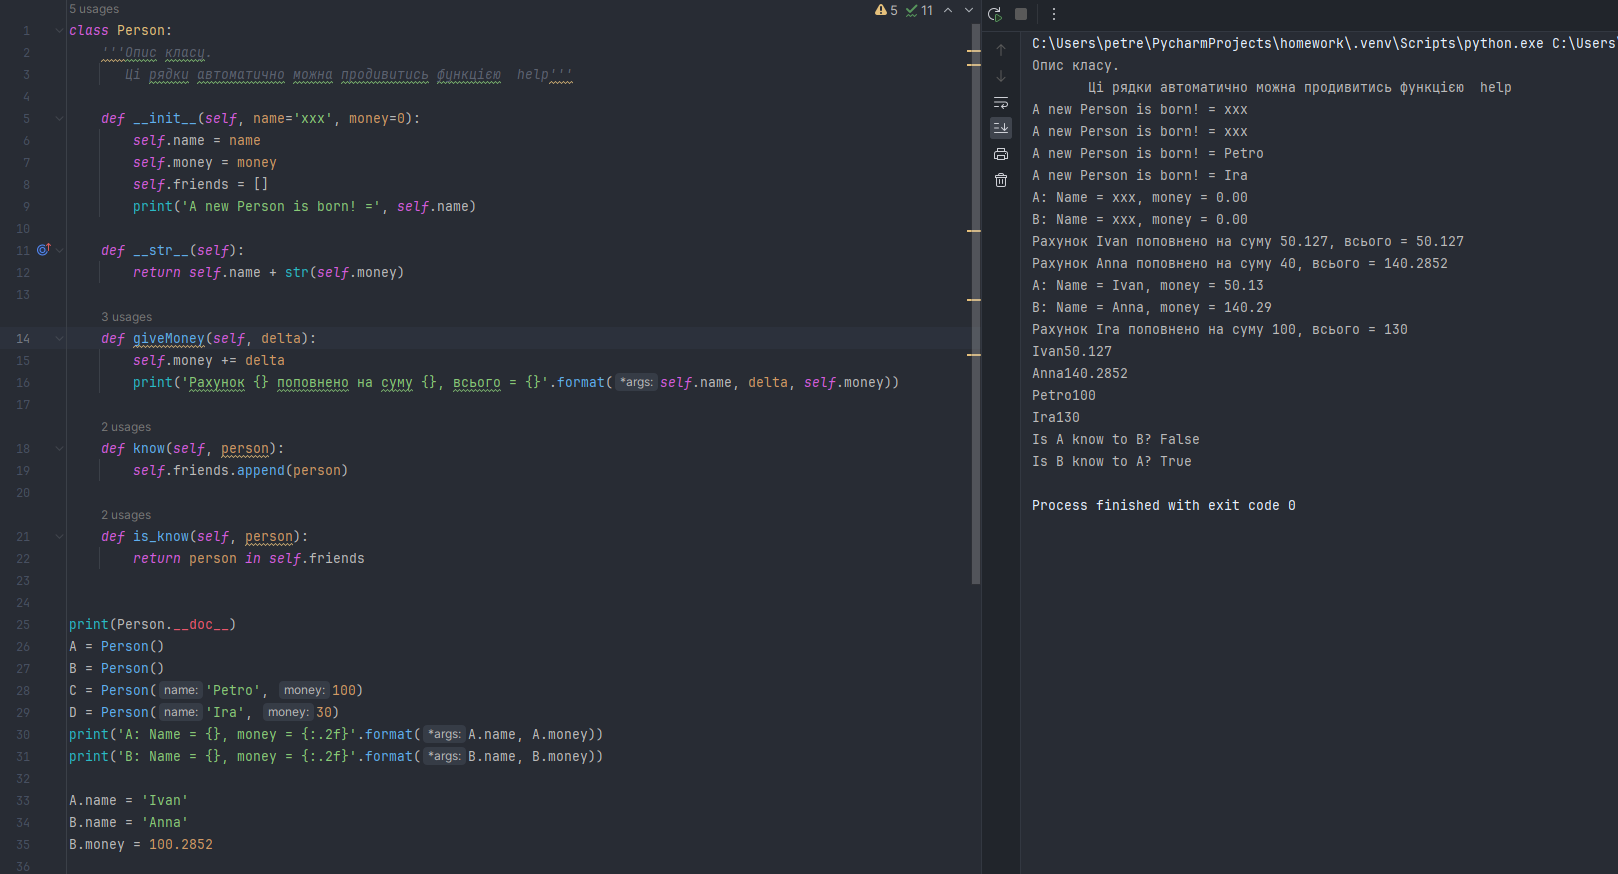 5 usages
5 11
1 class Person:
2 '''Опис класу.
3 Ці рядки автоматично можна продивитись функцією  help'''
4
5 def __init__(self, name='xxx', money=0):
6 self.name = name
7 self.money = money
8 self.friends = []
9 print('A new Person is born! =', self.name)
10
11 def __str__(self):
12 return self.name + str(self.money)
13
3 usages
14 def giveMoney(self, delta):
15 self.money += delta
16 print('Рахунок {} поповнено на суму {}, всього = {}'.format( *args: self.name, delta, self.money))
17
2 usages
18 def know(self, person):
19 self.friends.append(person)
20
2 usages
21 def is_know(self, person):
22 return person in self.friends
23
24
25 print(Person.__doc__)
26 A = Person()
27 B = Person()
28 C = Person( name: 'Petro', money: 100)
29 D = Person( name: 'Ira', money: 30)
30 print('A: Name = {}, money = {:.2f}'.format( *args: A.name, A.money))
31 print('B: Name = {}, money = {:.2f}'.format( *args: B.name, B.money))
32
33 A.name = 'Ivan'
34 B.name = 'Anna'
35 B.money = 100.2852
36
C:\Users\petre\PycharmProjects\homework\.venv\Scripts\python.exe C:\Users\
Опис класу.
Ці рядки автоматично можна продивитись функцією  help
A new Person is born! = xxx
A new Person is born! = xxx
A new Person is born! = Petro
A new Person is born! = Ira
A: Name = xxx, money = 0.00
B: Name = xxx, money = 0.00
Рахунок Ivan поповнено на суму 50.127, всього = 50.127
Рахунок Anna поповнено на суму 40, всього = 140.2852
A: Name = Ivan, money = 50.13
B: Name = Anna, money = 140.29
Рахунок Ira поповнено на суму 100, всього = 130
Ivan50.127
Anna140.2852
Petro100
Ira130
Is A know to B? False
Is B know to A? True
Process finished with exit code 0